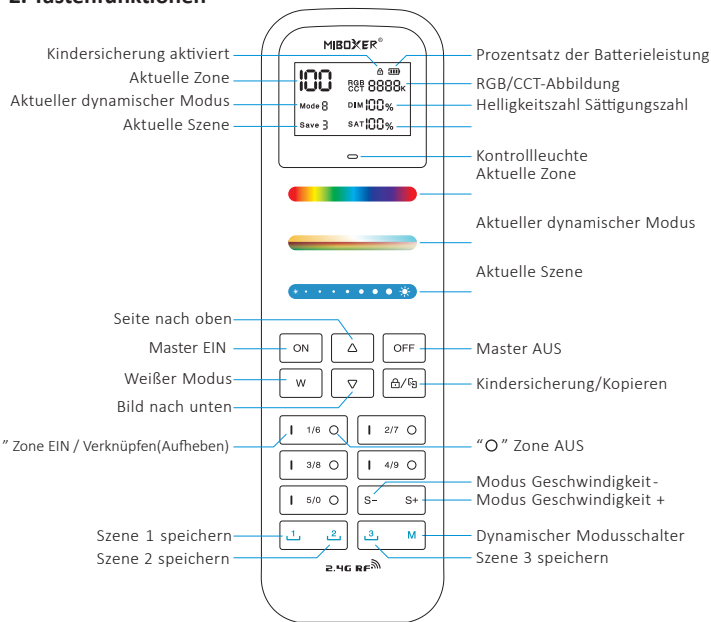 2. Tastenfunktionen
Kindersicherung aktiviert
Aktuelle Zone
Aktueller dynamischer Modus
Aktuelle Szene
MIBOXER®
100
RGB
CCT 8888K
Mode 8
DIM 100%
Save 3
SAT 100%
Prozentsatz der Batterieleistung
RGB/CCT-Abbildung
Helligkeitszahl Sättigungszahl
Kontrollleuchte
Aktuelle Zone
Aktueller dynamischer Modus
Aktuelle Szene
Seite nach oben
Master EIN
Weißer Modus
Bild nach unten
ON
OFF
W
Master AUS
Kindersicherung/Kopieren
" Zone EIN / Verknüpfen(Aufheben)
I 1/6 O
I 2/7 O
I 3/8 O
I 4/9 O
I 5/0 O
S- S+
"O" Zone AUS
Modus Geschwindigkeit-
Modus Geschwindigkeit +
Szene 1 speichern
Szene 2 speichern
1 2
3 M
Dynamischer Modusschalter
Szene 3 speichern
2.4G RF